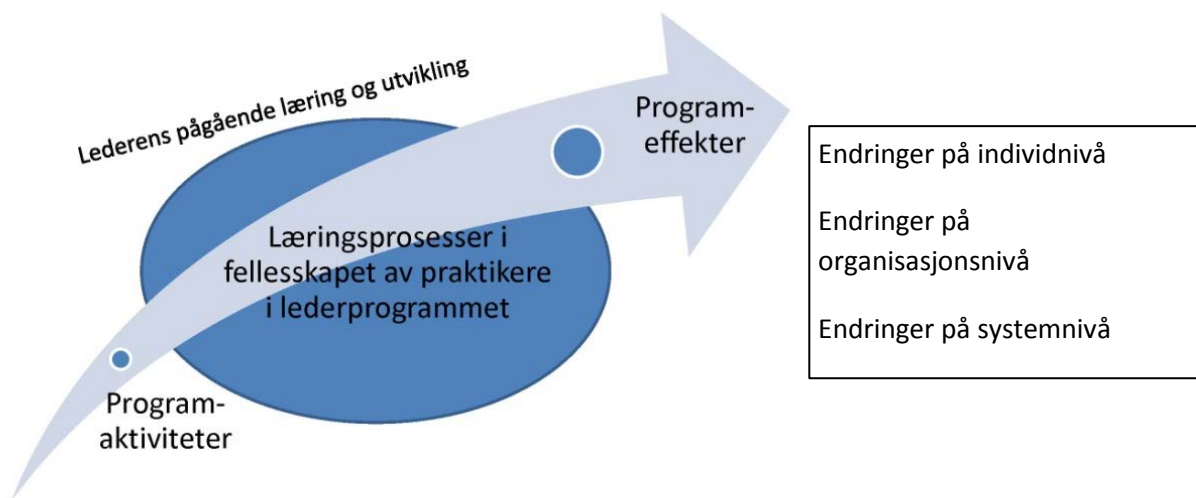 Lederens pågående læring og utvikling
Program-
effekter
Læringsprosesser i
fellesskapet av praktikere
i lederprogrammet
Program-
aktiviteter
Endringer på individnivå
Endringer på
organisasjonsnivå
Endringer på systemnivå